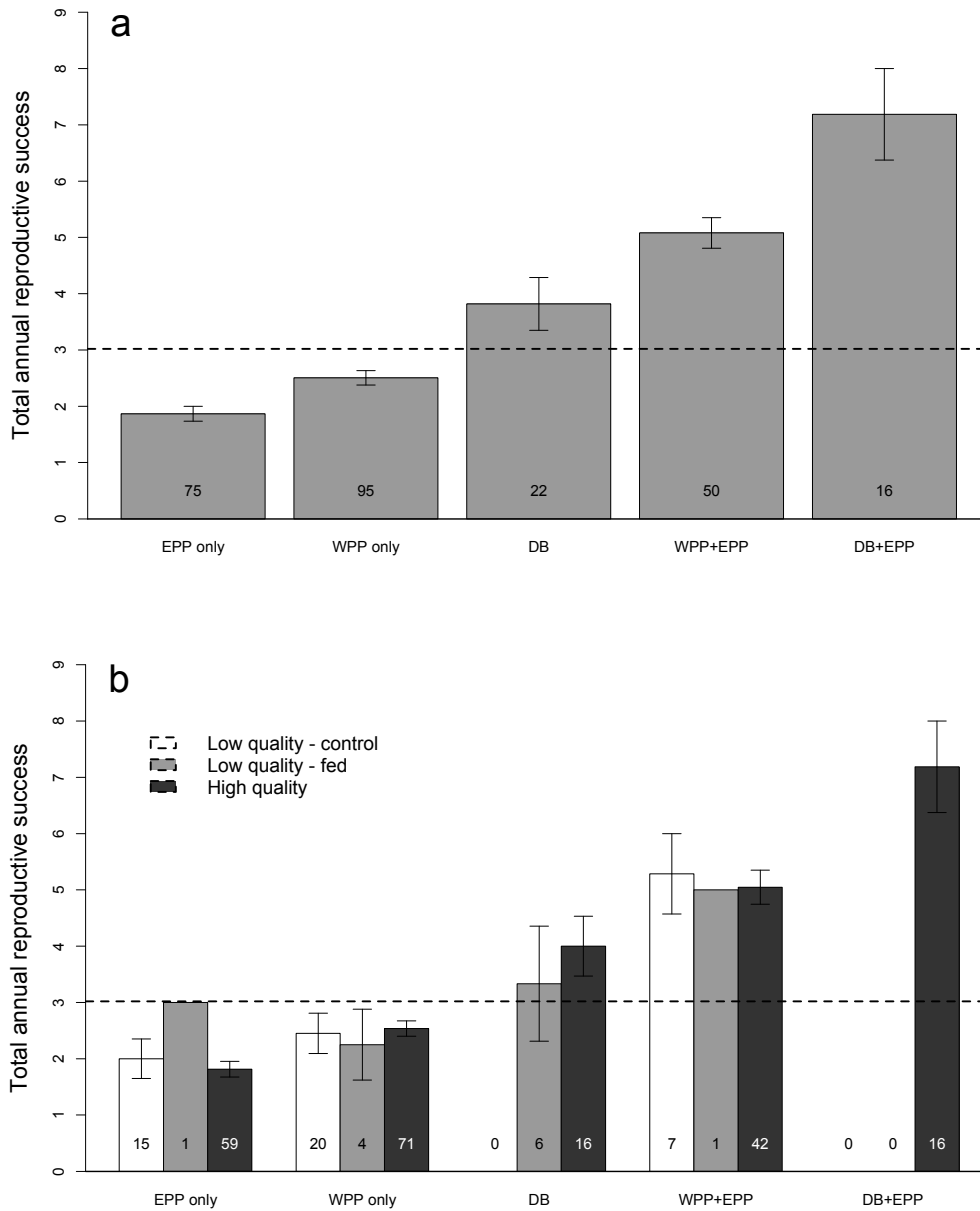 a
Total annual reproductive success
9
8
7
6
5
4
3
2
1
0
75 95 22 50 16
EPP only WPP only DB WPP+EPP DB+EPP
b
Total annual reproductive success
9
8
7
6
5
4
3
2
1
0
Low quality - control
Low quality - fed
High quality
15 1 59 20 4 71 0 6 16 7 1 42 0 0 16
EPP only WPP only DB WPP+EPP DB+EPP